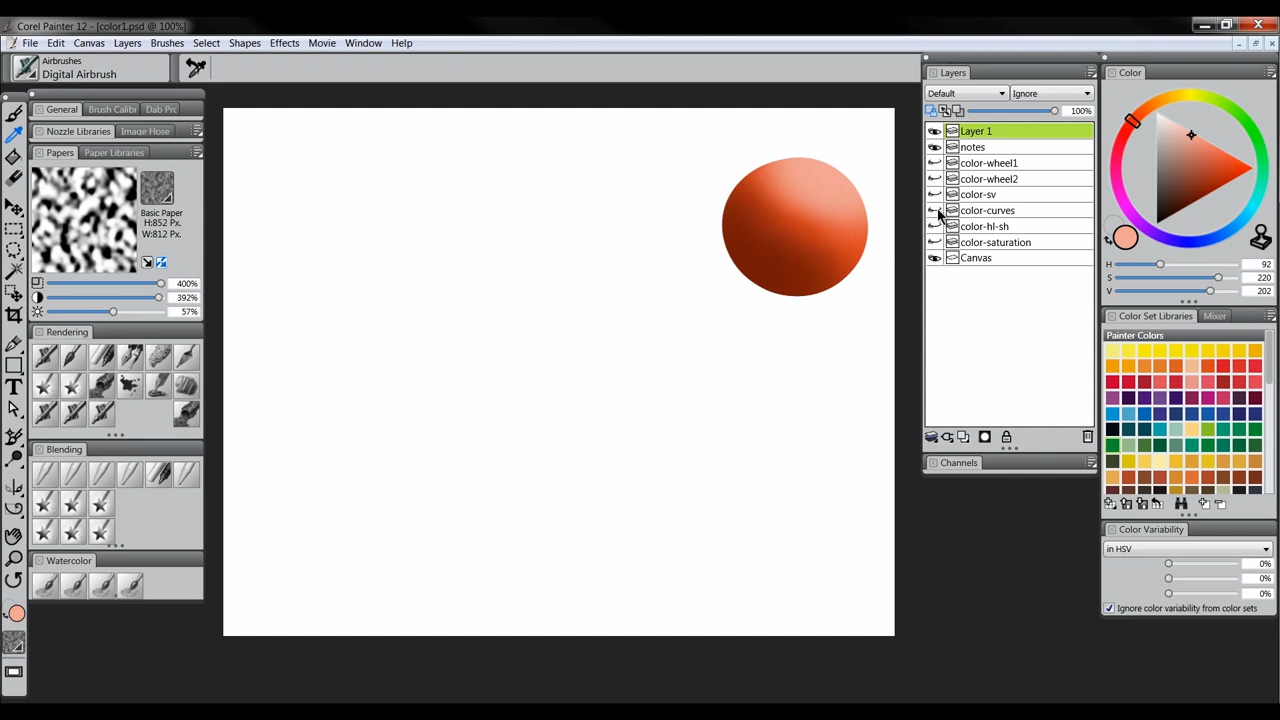 Corel Painter 12 - [color1.psd @ 100%]
File Edit Canvas Layers Brushes Select Shapes Effects Movie Window Help
Airbrushes
Digital Airbrush
General Brush Calibr Dab Pro
Nozzle Libraries Image Hose
Papers Paper Libraries
Basic Paper
H:852 Px.
W:812 Px.
400%
392%
57%
Rendering
Blending
Watercolor
Layers
Default Ignore
100%
Layer 1
notes
color-wheel1
color-wheel2
color-sv
color-curves
color-hl-sh
color-saturation
Canvas
Channels
Color
H 92
S 220
V 202
Color Set Libraries Mixer
Painter Colors
Color Variability
in HSV
0%
0%
0%
Ignore color variability from color sets